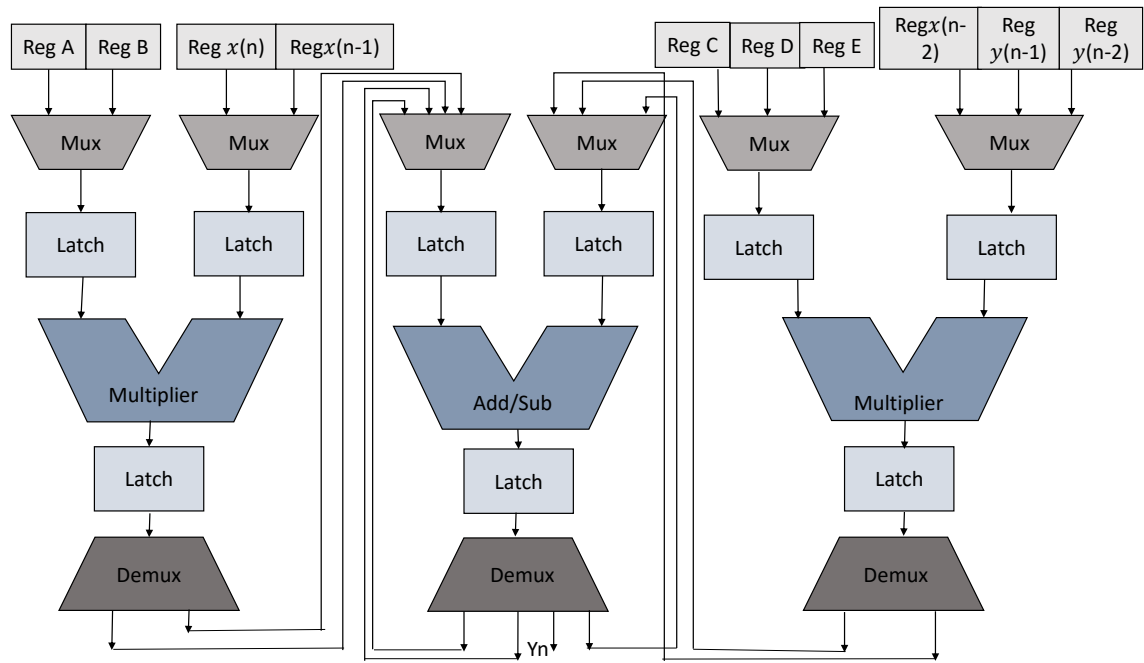 Reg A
Reg B
Reg 𝑥(n)
Reg𝑥(n-1)
Reg C
Reg D
Reg E
Reg𝑥(n-
2)
Reg
𝑦(n-1)
Reg
𝑦(n-2)
Mux
Mux
Mux
Mux
Mux
Mux
Latch
Latch
Latch
Latch
Latch
Latch
Multiplier
Add/Sub
Multiplier
Latch
Latch
Latch
Demux
Demux
Demux
Yn